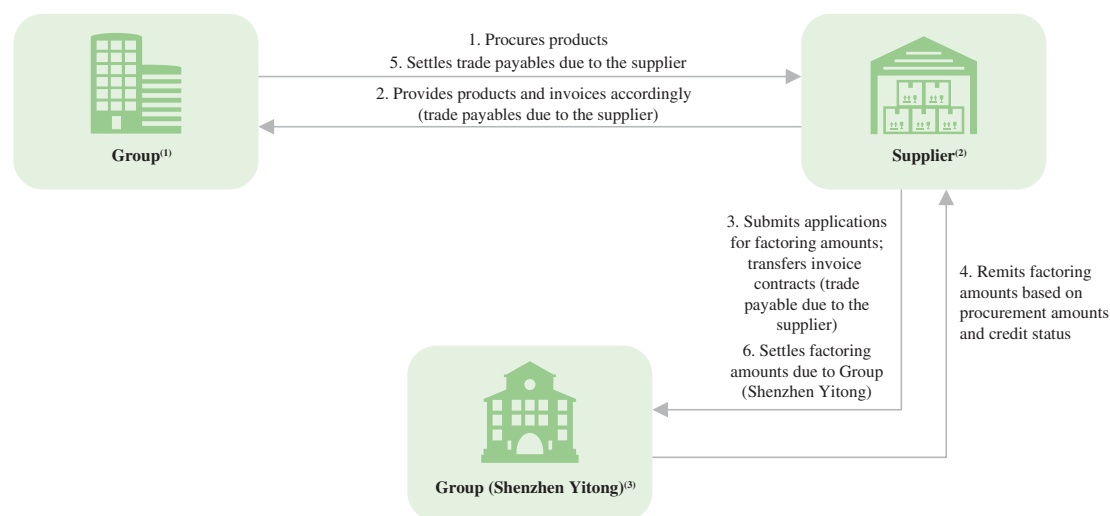 1. Procures products
5. Settles trade payables due to the supplier
2. Provides products and invoices accordingly
(trade payables due to the supplier)
Group(1)
Supplier(2)
3. Submits applications
for factoring amounts;
transfers invoice
contracts (trade
payable due to the
supplier)
6. Settles factoring
amounts due to Group
(Shenzhen Yitong)
4. Remits factoring
amounts based on
procurement amounts
and credit status
Group (Shenzhen Yitong)(3)